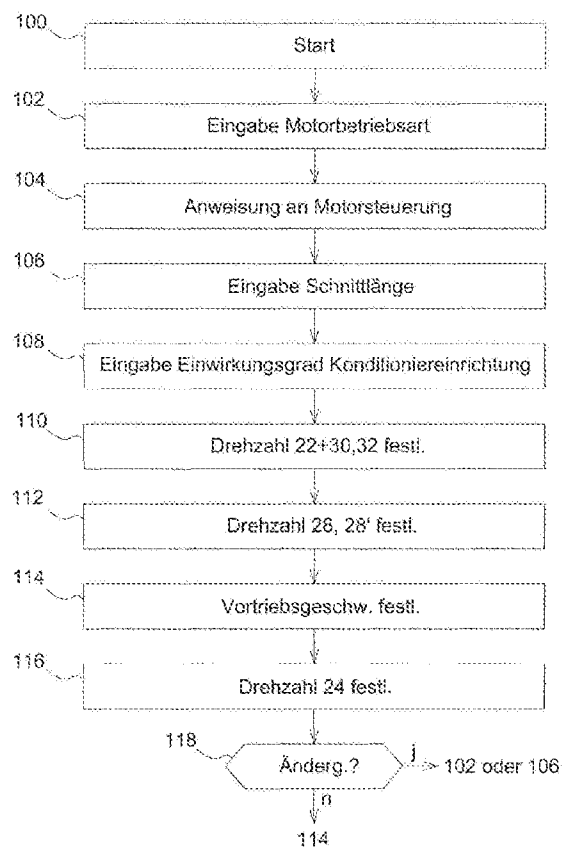 100
Start
102
Eingabe Motorbetriebsart
104
Anweisung an Motorsteuerung
106
Eingabe Schnittlänge
108
Eingabe Einwirkungsgrad Konditioniereinrichtung
110
Drehzahl 22+30,32 festl.
112
Drehzahl 28, 28' festl.
114
Vortriebsgeschw. festl.
116
Drehzahl 24 festl.
118
Änderg.?
j
102 oder 106
n
114